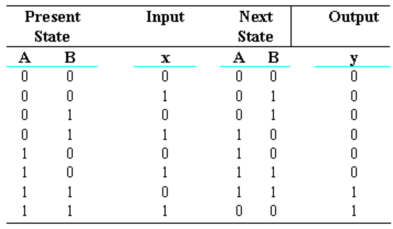 Present Input Next Output
State State
A B x A B y
0 0 0 0 0 0
0 0 1 0 1 0
0 1 0 0 1 0
0 1 1 1 0 0
1 0 0 1 0 0
1 0 1 1 1 0
1 1 0 1 1 1
1 1 1 0 0 1